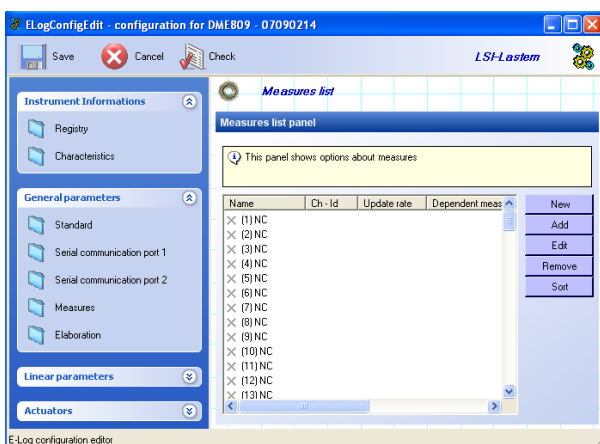 ELogConfigEdit - configuration for DME809 - 07090214
Save
Cancel
Check
LSI-Lastem
Instrument Informations
Registry
Characteristics
General parameters
Standard
Serial communication port 1
Serial communication port 2
Measures
Elaboration
Linear parameters
Actuators
Measures list
Measures list panel
This panel shows options about measures
Name Ch - Id Update rate Dependent meas
(1) NC
(2) NC
(3) NC
(4) NC
(5) NC
(6) NC
(7) NC
(8) NC
(9) NC
(10) NC
(11) NC
(12) NC
(13) NC
New
Add
Edit
Remove
Sort
E-Log configuration editor